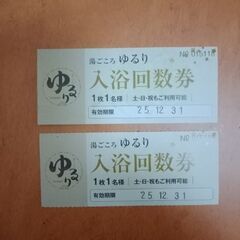 ゆるり
湯ごころ ゆるり
入浴回数券
1枚1名様 土・日・祝もご利用可能
有効期限 25.12.31
ゆるり
湯ごころ ゆるり
入浴回数券
1枚1名様 土・日・祝もご利用可能
有効期限 25.12.31